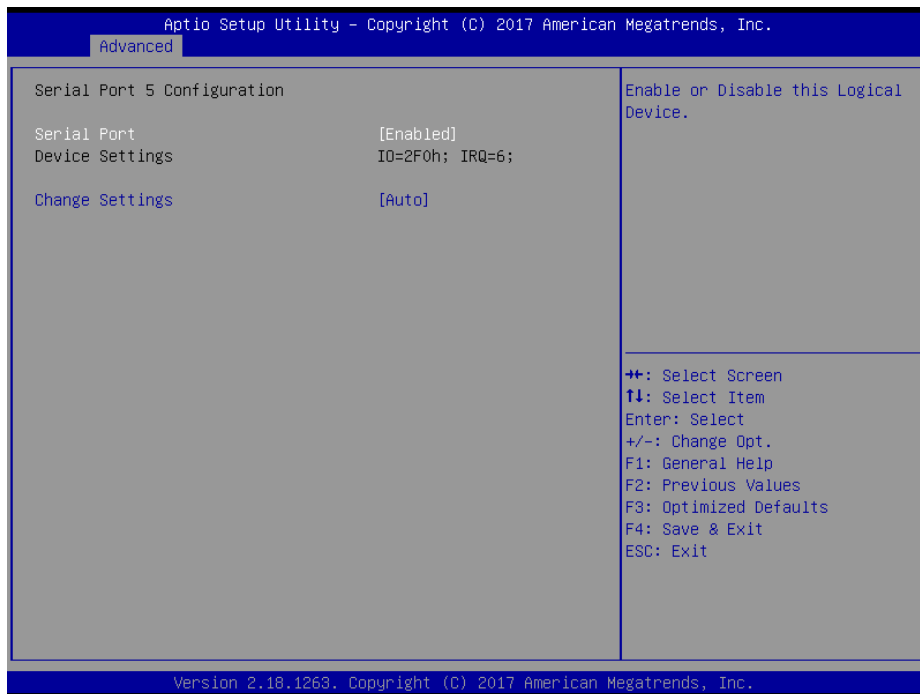 Aptio Setup Utility – Copyright (C) 2017 American Megatrends, Inc.
Advanced
Serial Port 5 Configuration
Serial Port [Enabled]
Device Settings IO=2F0h; IRQ=6;
Change Settings [Auto]
Enable or Disable this Logical
Device.
→←: Select Screen
↑↓: Select Item
Enter: Select
+/-: Change Opt.
F1: General Help
F2: Previous Values
F3: Optimized Defaults
F4: Save & Exit
ESC: Exit
Version 2.18.1263. Copyright (C) 2017 American Megatrends, Inc.